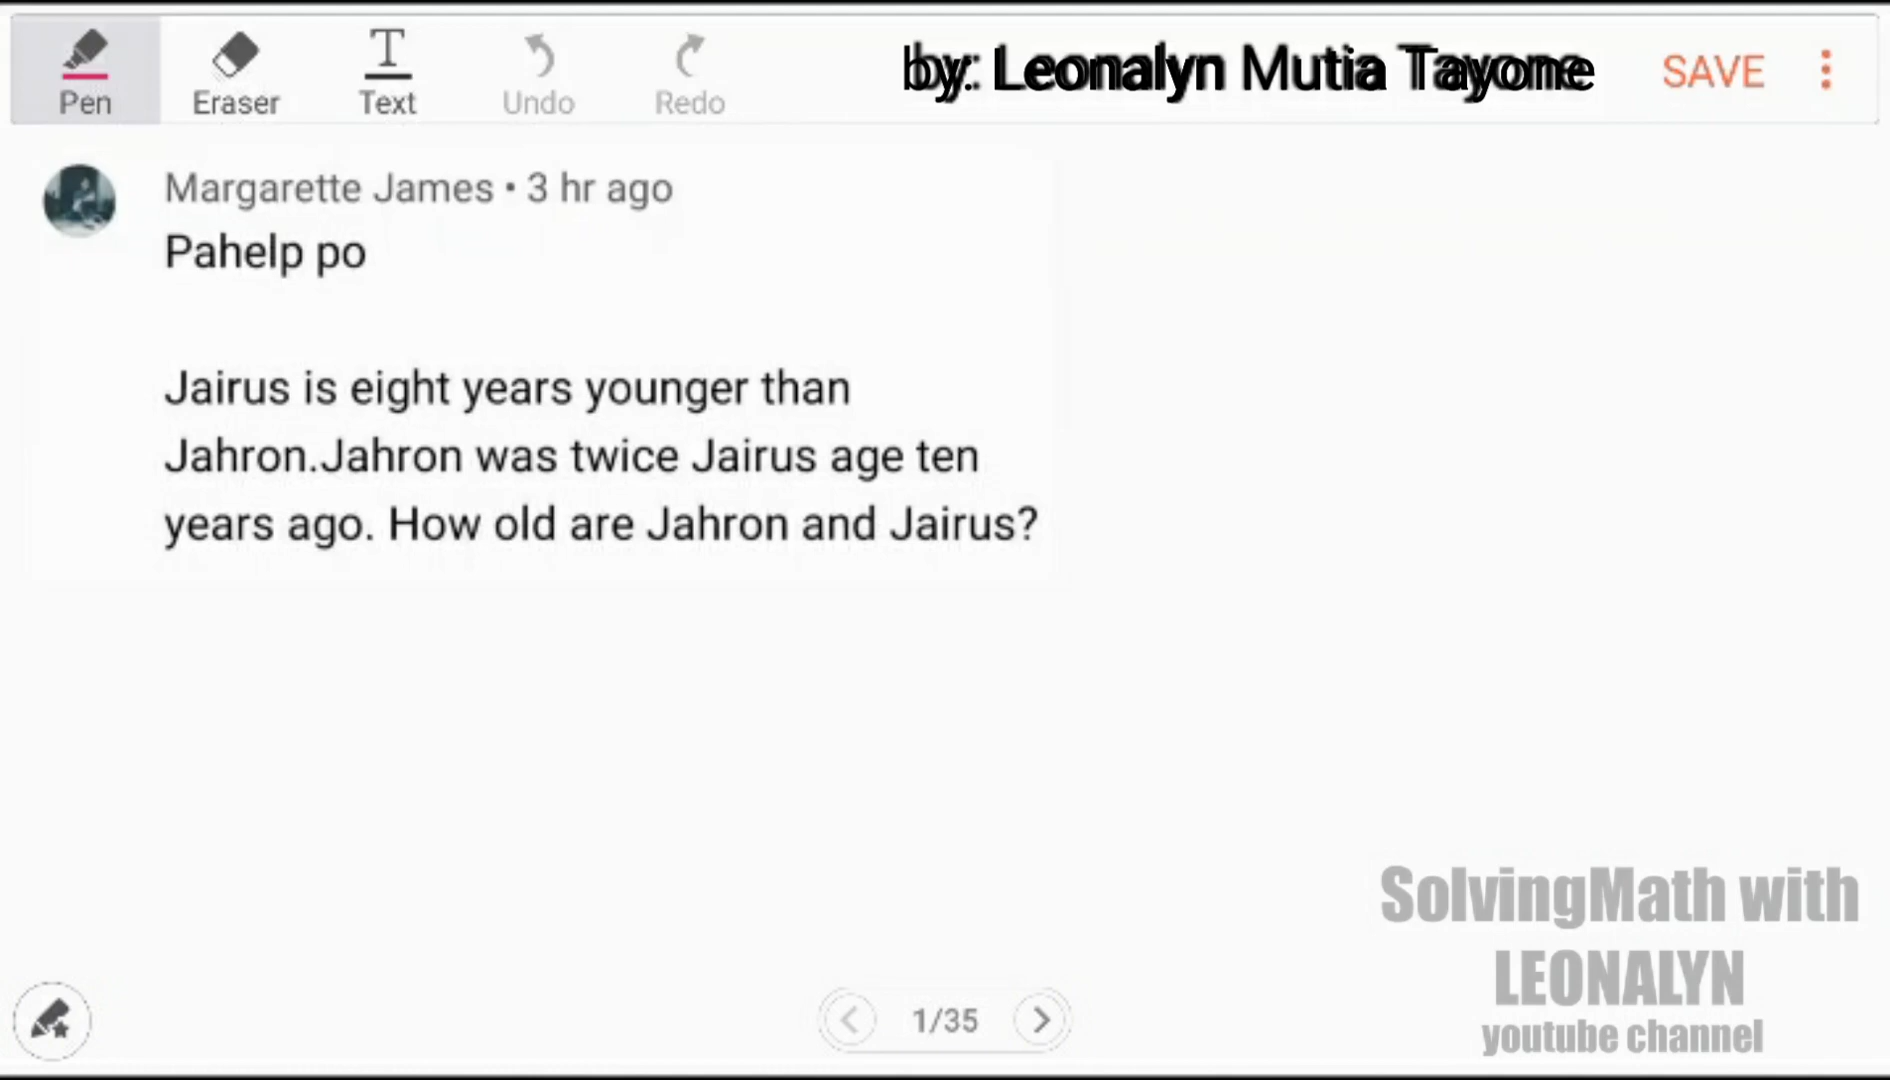 Pen
Eraser
Text
Undo
Redo
by: Leonalyn Mutia Tayone
SAVE
Margarette James • 3 hr ago
Pahelp po
Jairus is eight years younger than
Jahron.Jahron was twice Jairus age ten
years ago. How old are Jahron and Jairus?
SolvingMath with
LEONALYN
youtube channel
1/35